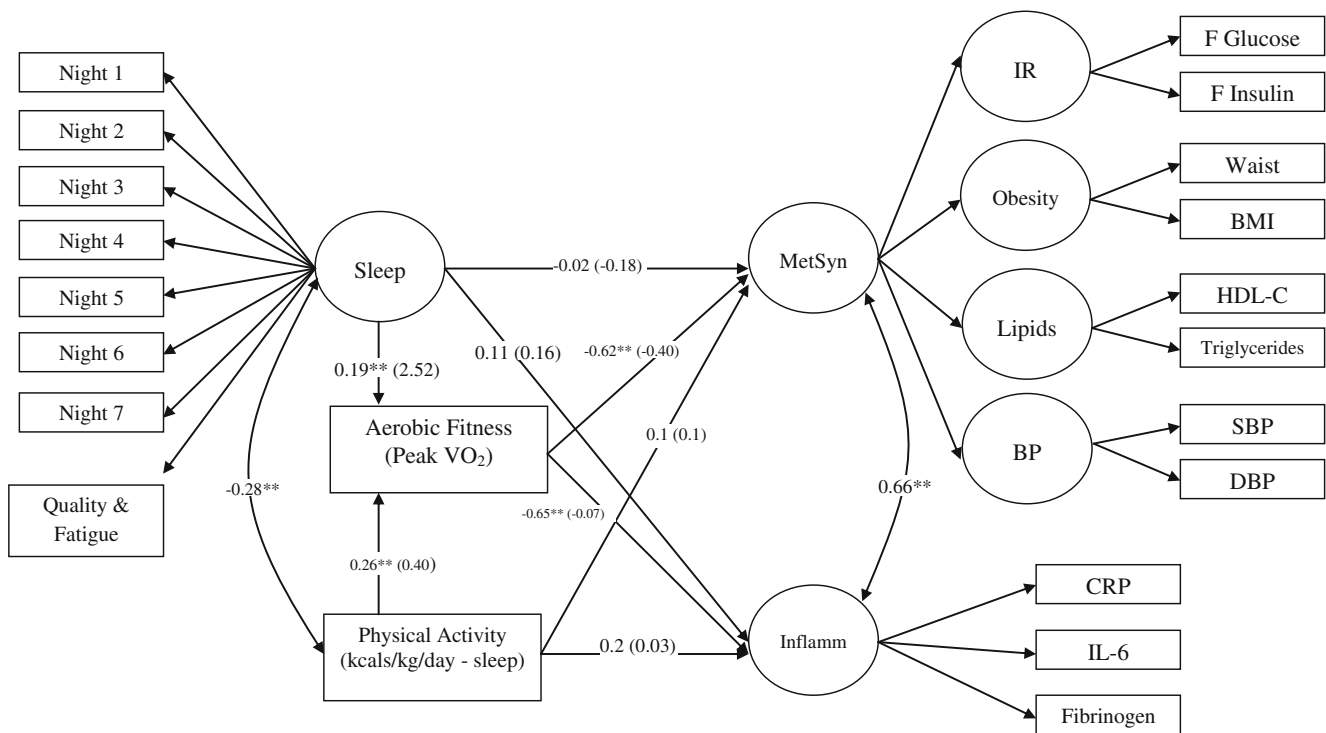 Night 1
Night 2
Night 3
Night 4
Night 5
Night 6
Night 7
Quality &
Fatigue
Sleep
-0.28**
0.19** (2.52)
Aerobic Fitness
(Peak VO₂)
0.26** (0.40)
Physical Activity
(kcals/kg/day - sleep)
-0.02 (-0.18)
0.11 (0.16)
-0.62** (-0.40)
0.1 (0.1)
-0.65** (-0.07)
0.2 (0.03)
MetSyn
0.66**
Inflamm
IR
Obesity
Lipids
BP
F Glucose
F Insulin
Waist
BMI
HDL-C
Triglycerides
SBP
DBP
CRP
IL-6
Fibrinogen